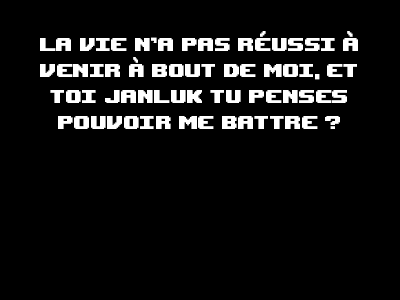 LA VIE N'A PAS RÉUSSI À
VENIR À BOUT DE MOI, ET
TOI JANLUK TU PENSES
POUVOIR ME BATTRE ?